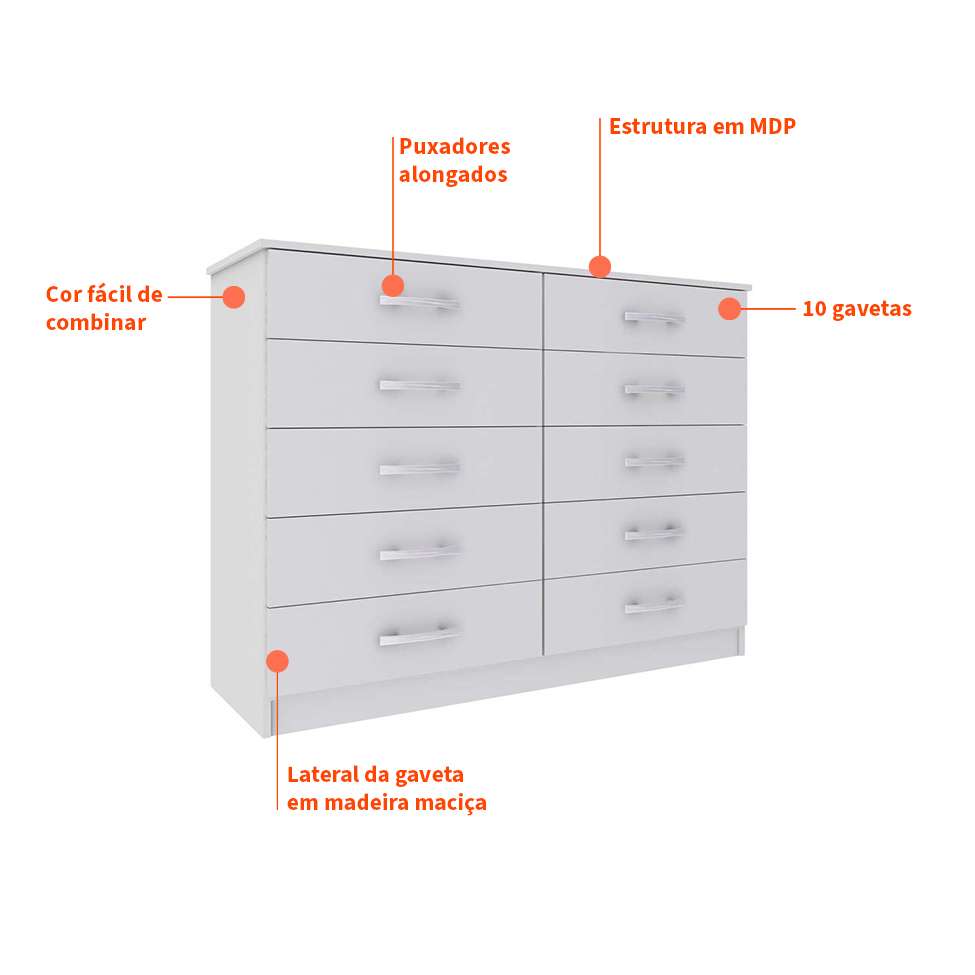 Estrutura em MDP
Puxadores
alongados
Cor fácil de
combinar
10 gavetas
Lateral da gaveta
em madeira maciça